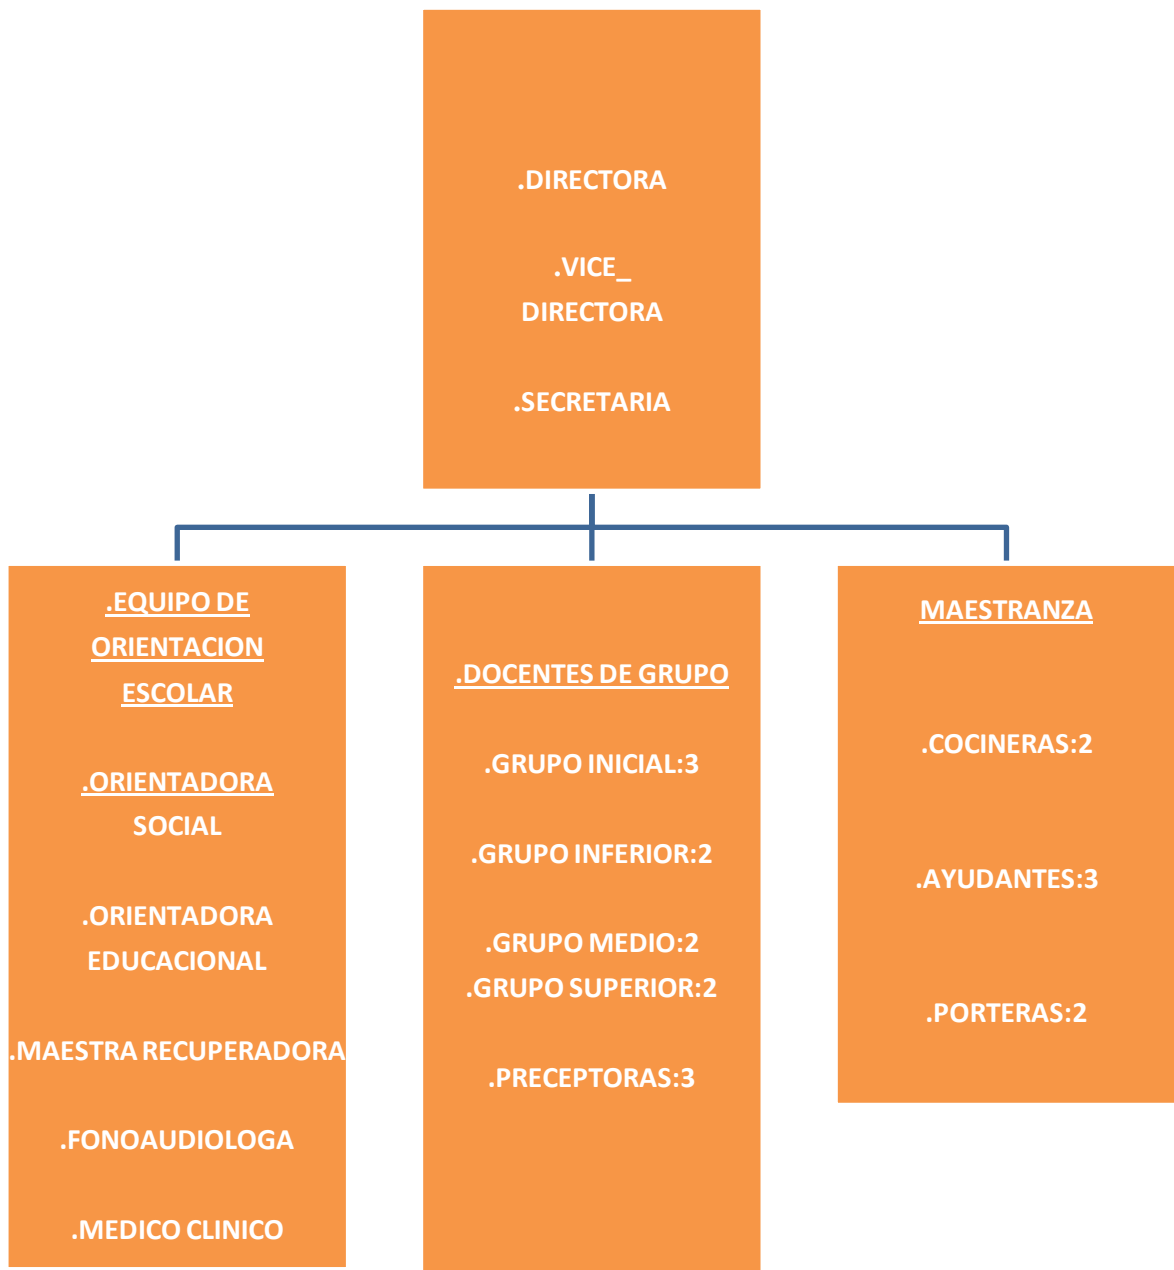 .DIRECTORA
.VICE_
DIRECTORA
.SECRETARIA
.EQUIPO DE
ORIENTACION
ESCOLAR
.ORIENTADORA
SOCIAL
.ORIENTADORA
EDUCACIONAL
.MAESTRA RECUPERADORA
.FONOAUDIOLOGA
.MEDICO CLINICO
.DOCENTES DE GRUPO
.GRUPO INICIAL:3
.GRUPO INFERIOR:2
.GRUPO MEDIO:2
.GRUPO SUPERIOR:2
.PRECEPTORAS:3
MAESTRANZA
.COCINERAS:2
.AYUDANTES:3
.PORTERAS:2